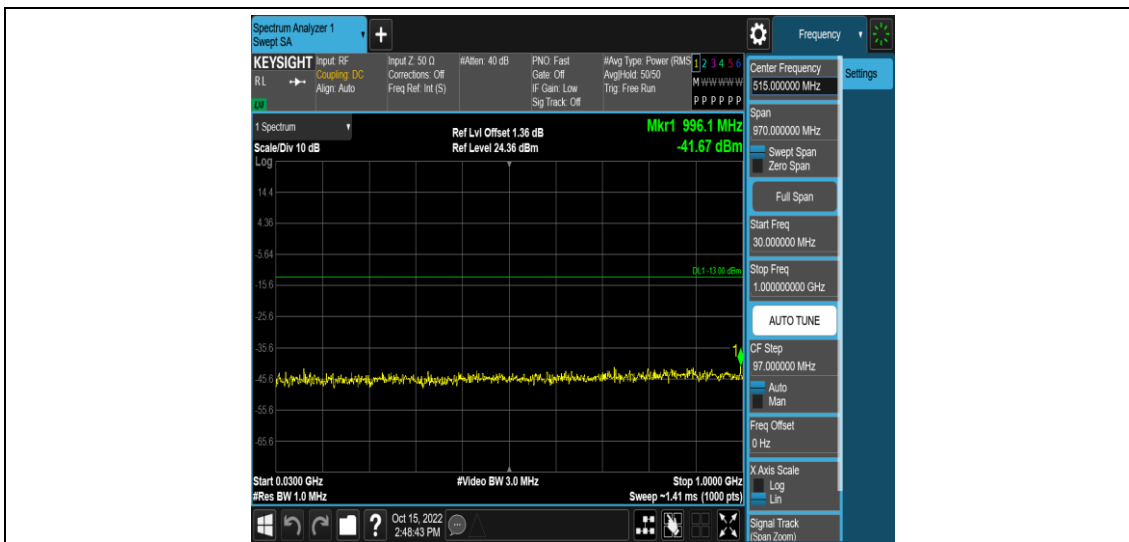 Spectrum Analyzer 1
Swept SA
+
Frequency
KEYSIGHT
RL
LXI
Input: RF
Coupling: DC
Align: Auto
Input Z: 50 Ω
Corrections: Off
Freq Ref: Int (S)
#Atten: 40 dB
PNO: Fast
Gate: Off
IF Gain: Low
Sig Track: Off
#Avg Type: Power (RMS
Avg|Hold: 50/50
Trig: Free Run
1 2 3 4 5 6
M W W W W W
P P P P P P
1 Spectrum
Scale/Div 10 dB
Log
Ref Lvl Offset 1.36 dB
Ref Level 24.36 dBm
Mkr1 996.1 MHz
-41.67 dBm
14.4
4.36
-5.64
DL1 -13.00 dBm
-15.6
-25.6
-35.6
1
-45.6
-55.6
-65.6
Start 0.0300 GHz
#Res BW 1.0 MHz
#Video BW 3.0 MHz
Stop 1.0000 GHz
Sweep ~1.41 ms (1000 pts)
?
Oct 15, 2022
2:48:43 PM
Center Frequency
515.000000 MHz
Settings
Span
970.000000 MHz
Swept Span
Zero Span
Full Span
Start Freq
30.000000 MHz
Stop Freq
1.000000000 GHz
AUTO TUNE
CF Step
97.000000 MHz
Auto
Man
Freq Offset
0 Hz
X Axis Scale
Log
Lin
Signal Track
(Span Zoom)